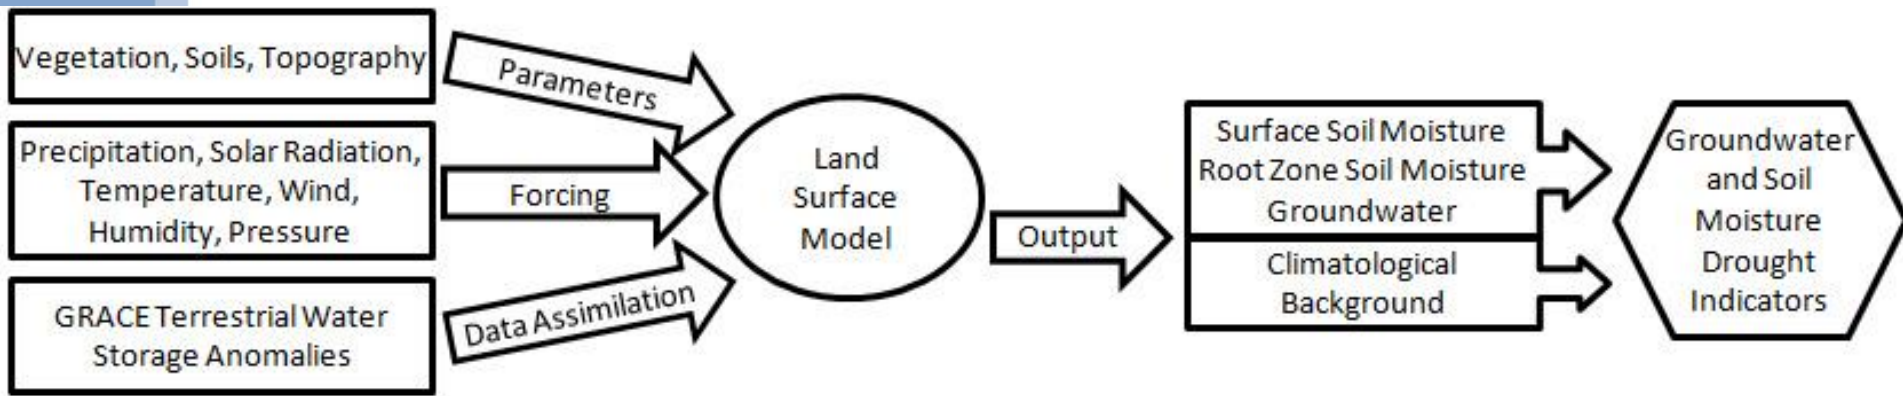 Vegetation, Soils, Topography
Parameters
Precipitation, Solar Radiation,
Temperature, Wind,
Humidity, Pressure
Forcing
GRACE Terrestrial Water
Storage Anomalies
Data Assimilation
Land
Surface
Model
Output
Surface Soil Moisture
Root Zone Soil Moisture
Groundwater
Climatological
Background
Groundwater
and Soil
Moisture
Drought
Indicators